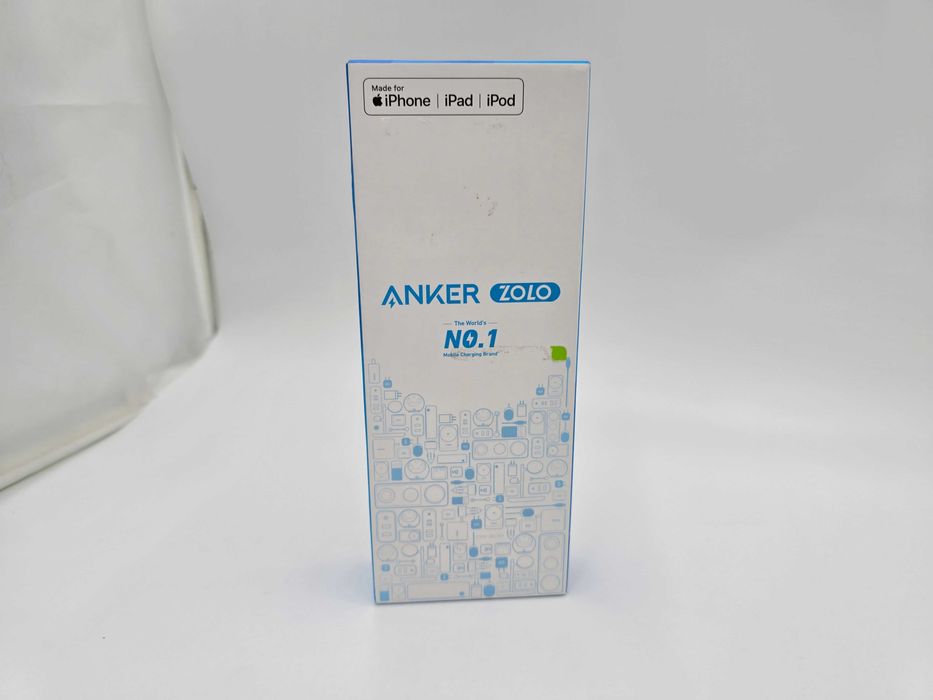 Made for
iPhone | iPad | iPod
ANKER ZOLO
The World's
NO.1
Mobile Charging Brand